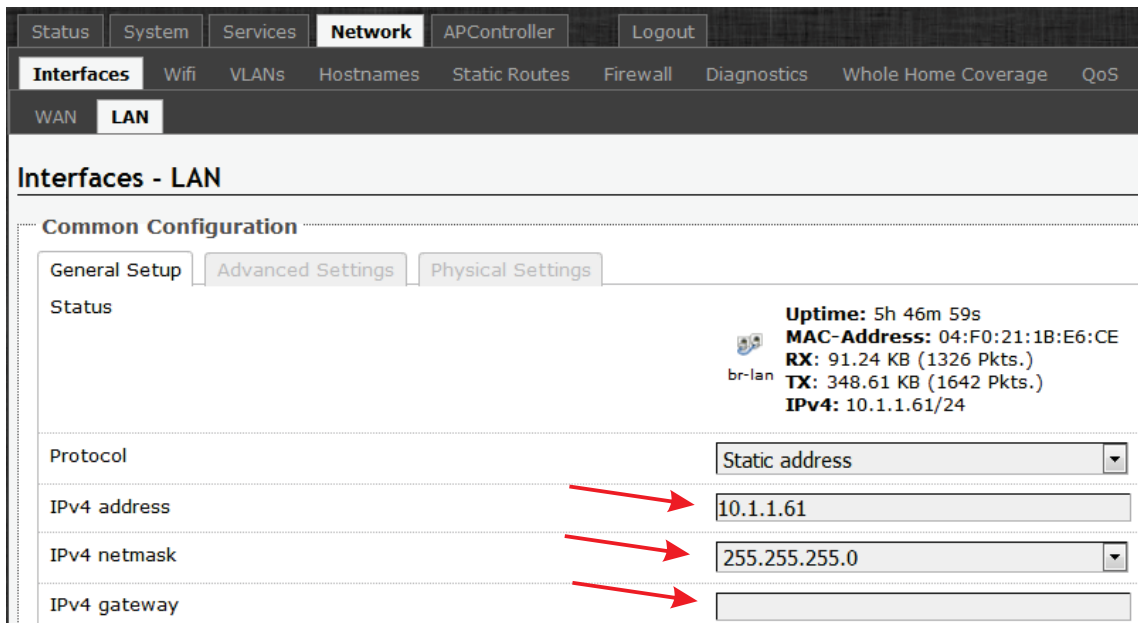 Status System Services Network APController Logout
Interfaces Wifi VLANs Hostnames Static Routes Firewall Diagnostics Whole Home Coverage QoS
WAN LAN
Interfaces - LAN
Common Configuration
General Setup Advanced Settings Physical Settings
Status
Uptime: 5h 46m 59s
MAC-Address: 04:F0:21:1B:E6:CE
RX: 91.24 KB (1326 Pkts.)
br-lan TX: 348.61 KB (1642 Pkts.)
IPv4: 10.1.1.61/24
Protocol Static address
IPv4 address 10.1.1.61
IPv4 netmask 255.255.255.0
IPv4 gateway